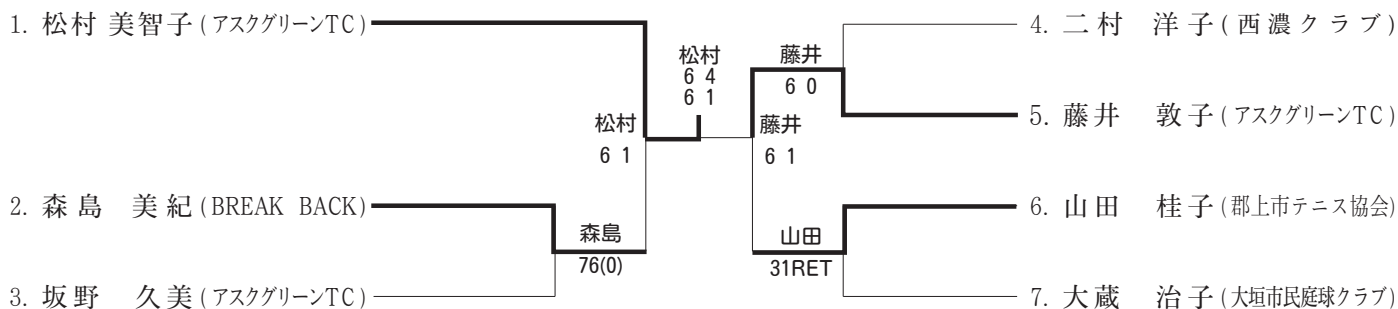 1. 松村 美智子 (アスクグリーンTC)
2. 森島 美紀 (BREAK BACK)
3. 坂野 久美 (アスクグリーンTC)
松村
6 1
森島
76(0)
松村
6 4
6 1
藤井
6 0
藤井
6 1
山田
31RET
4. 二村 洋子 (西濃クラブ)
5. 藤井 敦子 (アスクグリーンTC)
6. 山田 桂子 (郡上市テニス協会)
7. 大蔵 治子 (大垣市民庭球クラブ)